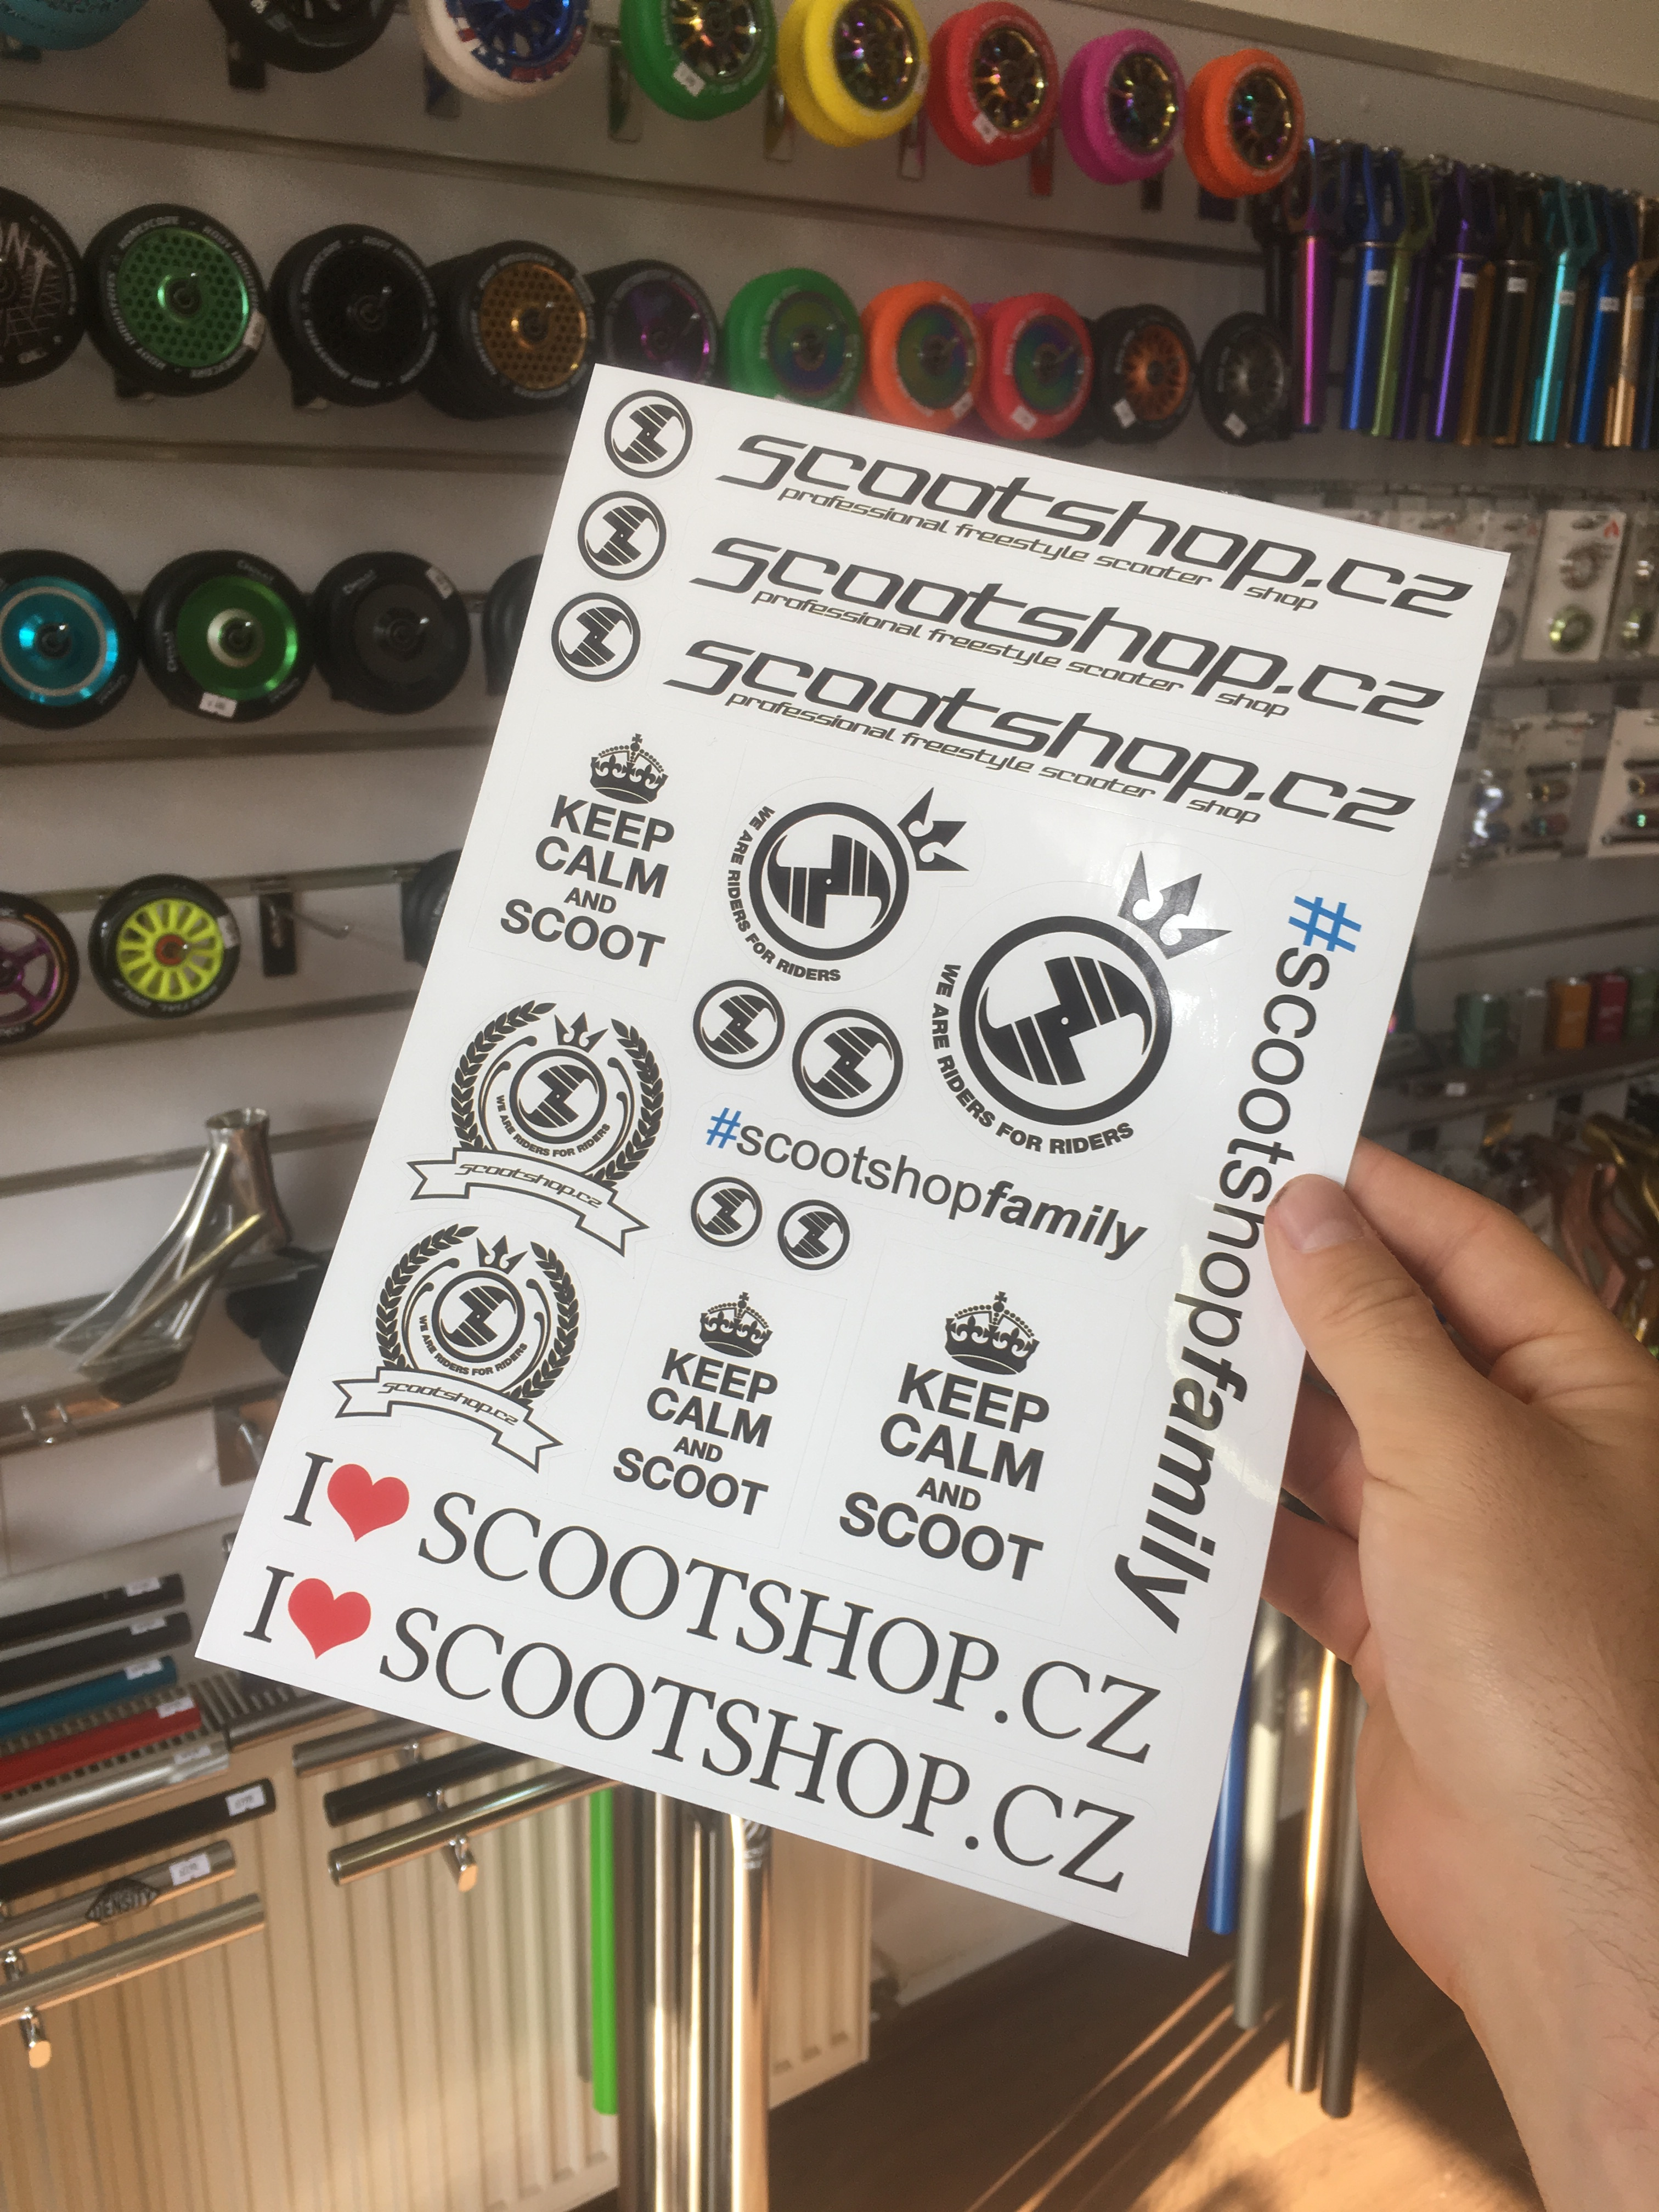 scootshop.cz
professional freestyle scooter shop
scootshop.cz
professional freestyle scooter shop
scootshop.cz
professional freestyle scooter shop
KEEP
CALM
AND
SCOOT
WE ARE RIDERS FOR RIDERS
WE ARE RIDERS FOR RIDERS
#scootshopfamily
WE ARE RIDERS FOR RIDERS
scootshop.cz
#scootshopfamily
WE ARE RIDERS FOR RIDERS
scootshop.cz
KEEP
CALM
AND
SCOOT
KEEP
CALM
AND
SCOOT
I ❤ SCOOTSHOP.CZ
I ❤ SCOOTSHOP.CZ
DENSITY